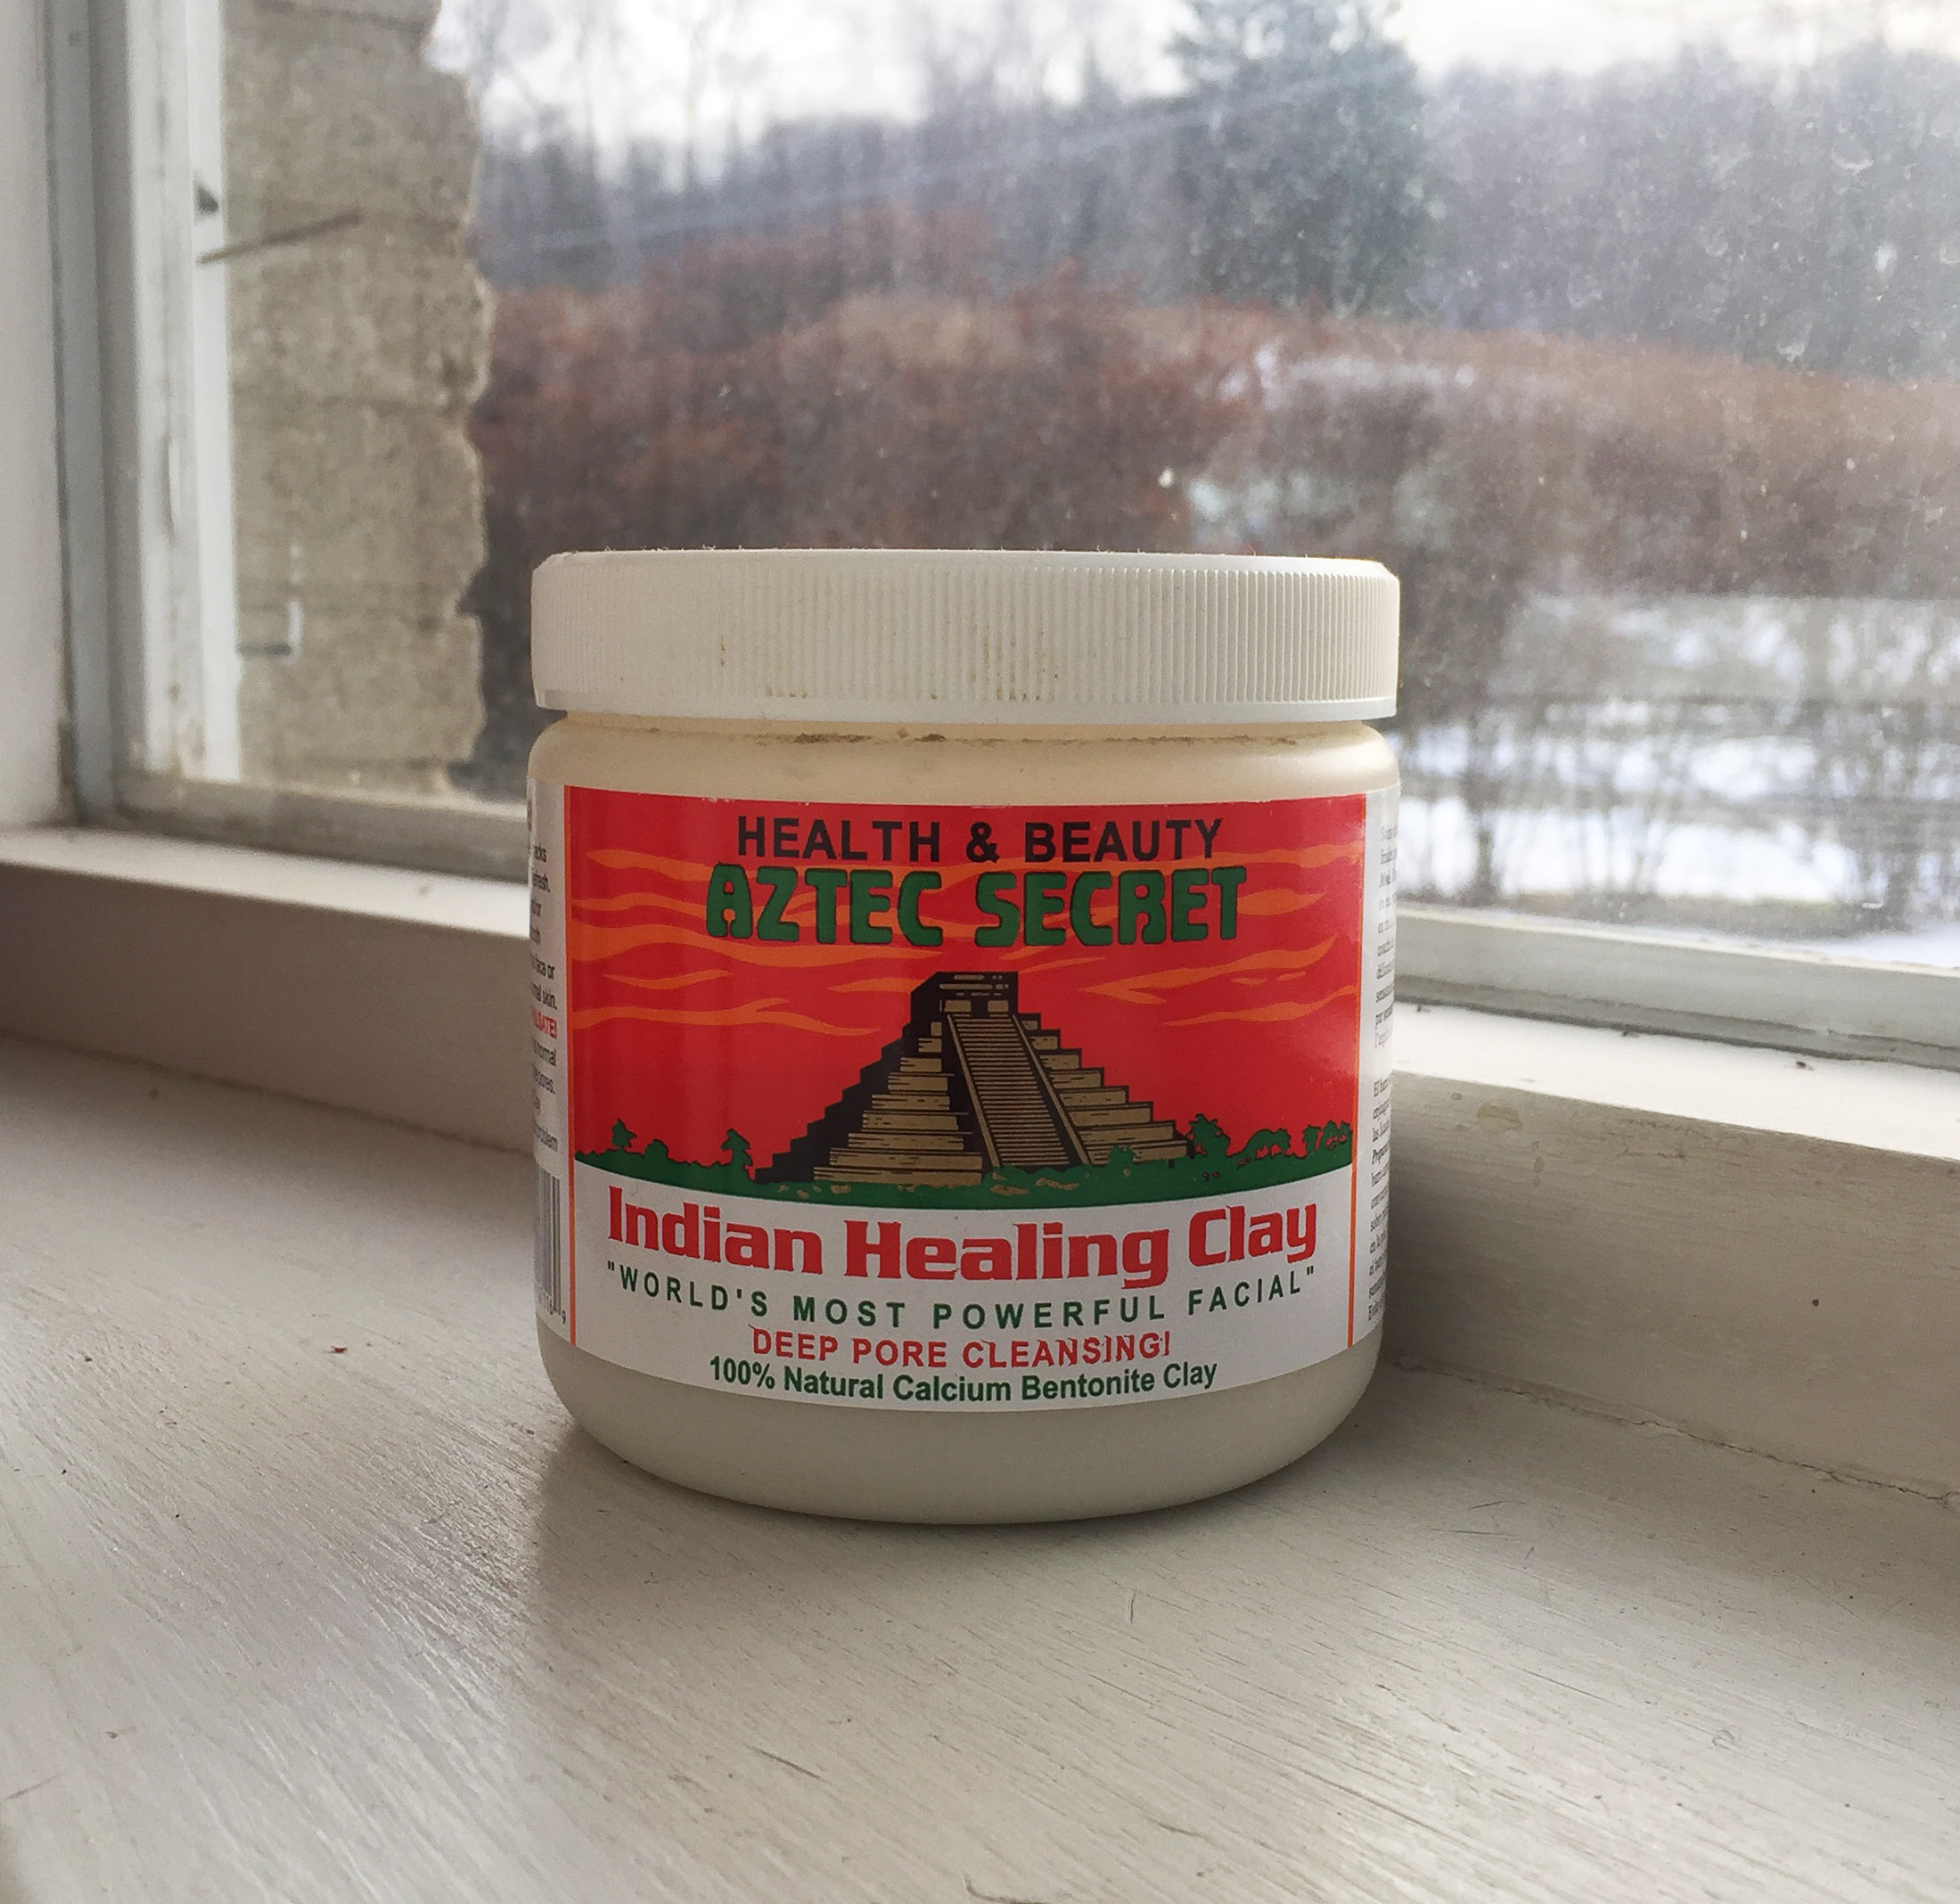 HEALTH & BEAUTY
AZTEC SECRET
Indian Healing Clay
"WORLD'S MOST POWERFUL FACIAL"
DEEP PORE CLEANSING!
100% Natural Calcium Bentonite Clay